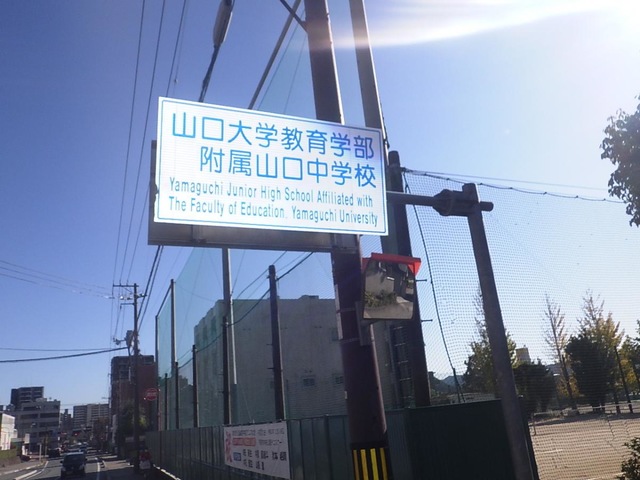 山口大学教育学部
附属山口中学校
Yamaguchi Junior High School Affiliated with
The Faculty of Education, Yamaguchi University